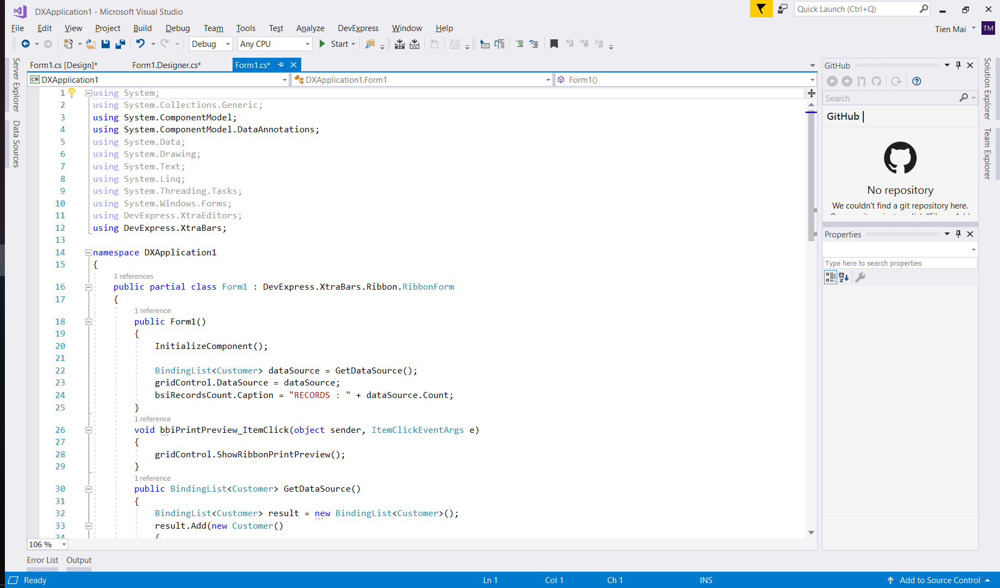 DXApplication1 - Microsoft Visual Studio
Quick Launch (Ctrl+Q)
File Edit View Project Build Debug Team Tools Test Analyze DevExpress Window Help
Tien Mai TM
Debug Any CPU Start
Server Explorer
Data Sources
Form1.cs [Design]* Form1.Designer.cs* Form1.cs*
C# DXApplication1 DXApplication1.Form1 Form1()
1 using System;
2 using System.Collections.Generic;
3 using System.ComponentModel;
4 using System.ComponentModel.DataAnnotations;
5 using System.Data;
6 using System.Drawing;
7 using System.Text;
8 using System.Linq;
9 using System.Threading.Tasks;
10 using System.Windows.Forms;
11 using DevExpress.XtraEditors;
12 using DevExpress.XtraBars;
13
14 namespace DXApplication1
15 {
3 references
16 public partial class Form1 : DevExpress.XtraBars.Ribbon.RibbonForm
17 {
1 reference
18 public Form1()
19 {
20 InitializeComponent();
21
22 BindingList<Customer> dataSource = GetDataSource();
23 gridControl.DataSource = dataSource;
24 bsiRecordsCount.Caption = "RECORDS : " + dataSource.Count;
25 }
1 reference
26 void bbiPrintPreview_ItemClick(object sender, ItemClickEventArgs e)
27 {
28 gridControl.ShowRibbonPrintPreview();
29 }
1 reference
30 public BindingList<Customer> GetDataSource()
31 {
32 BindingList<Customer> result = new BindingList<Customer>();
33 result.Add(new Customer()
34 {
106 %
GitHub
Search
GitHub
No repository
We couldn't find a git repository here.
Properties
Type here to search properties
Solution Explorer
Team Explorer
Error List Output
Ready Ln 1 Col 1 Ch 1 INS Add to Source Control